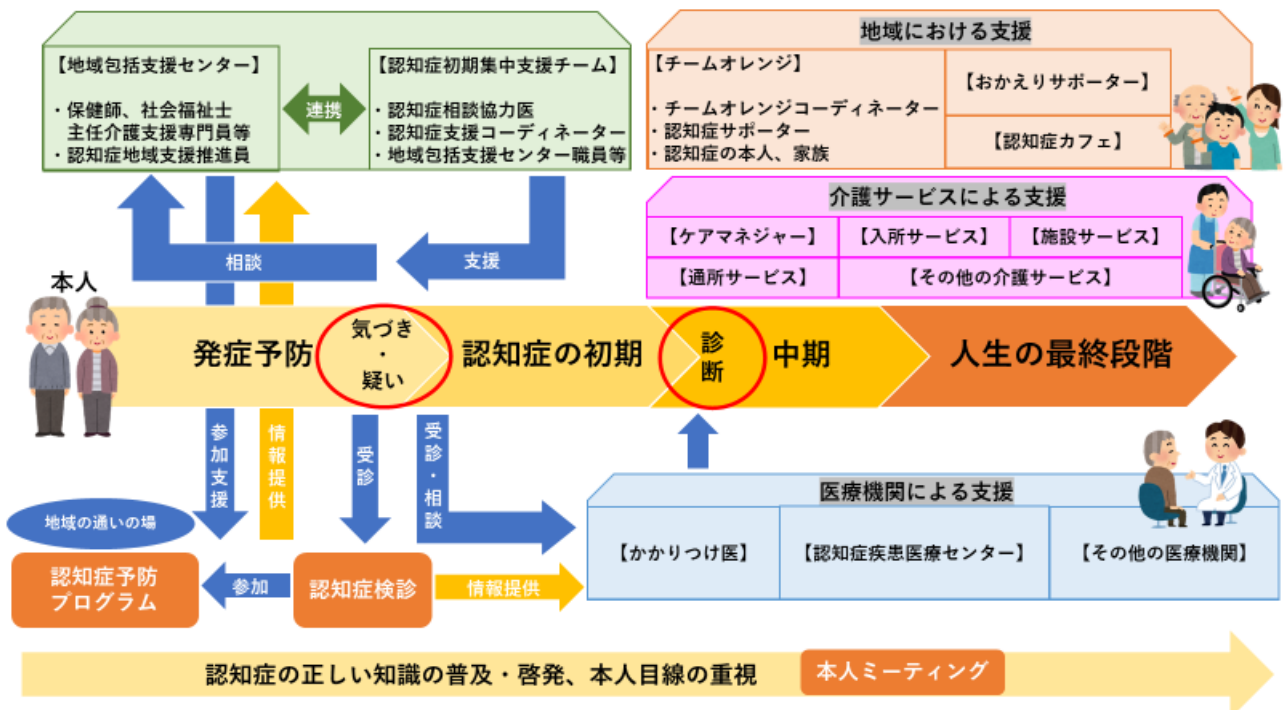 【地域包括支援センター】
・保健師、社会福祉士
主任介護支援専門員等
・認知症地域支援推進員
連携
【認知症初期集中支援チーム】
・認知症相談協力医
・認知症支援コーディネーター
・地域包括支援センター職員等
地域における支援
【チームオレンジ】
・チームオレンジコーディネーター
・認知症サポーター
・認知症の本人、家族
【おかえりサポーター】
【認知症カフェ】
介護サービスによる支援
【ケアマネジャー】
【入所サービス】
【施設サービス】
【通所サービス】
【その他の介護サービス】
相談
支援
本人
発症予防
気づき
・
疑い
認知症の初期
診
断
中期
人生の最終段階
参加支援
情報提供
受診
受診・相談
医療機関による支援
【かかりつけ医】
【認知症疾患医療センター】
【その他の医療機関】
地域の通いの場
認知症予防
プログラム
参加
認知症検診
情報提供
認知症の正しい知識の普及・啓発、本人目線の重視
本人ミーティング